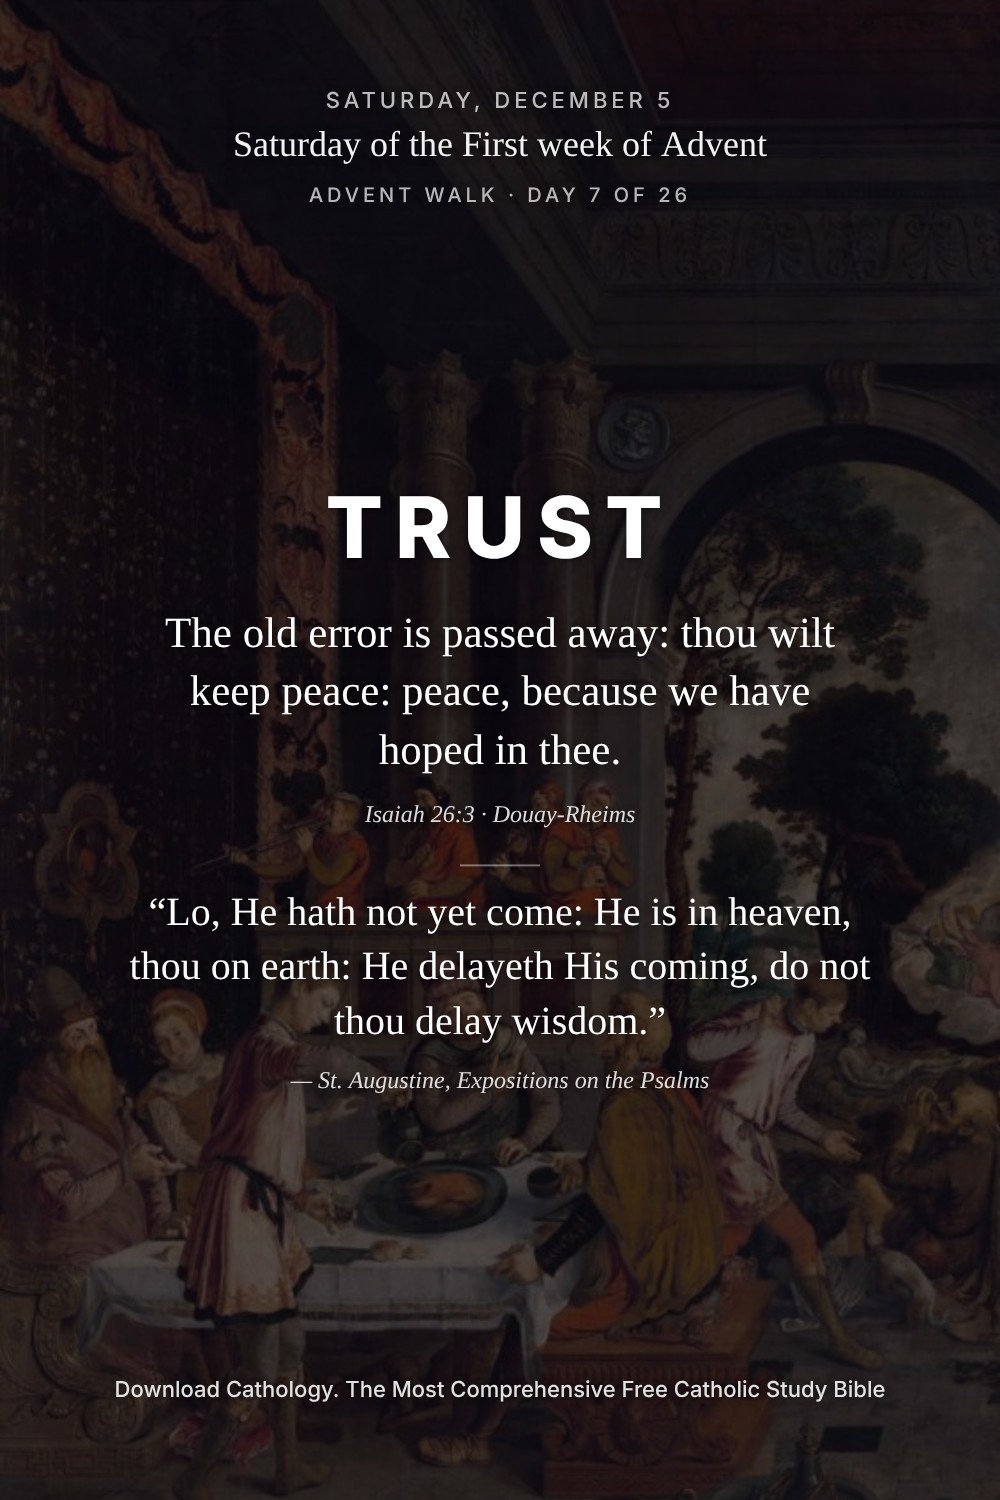 SATURDAY, DECEMBER 5
Saturday of the First week of Advent
ADVENT WALK · DAY 7 OF 26
TRUST
The old error is passed away: thou wilt
keep peace: peace, because we have
hoped in thee.
Isaiah 26:3 · Douay-Rheims
“Lo, He hath not yet come: He is in heaven,
thou on earth: He delayeth His coming, do not
thou delay wisdom.”
— St. Augustine, Expositions on the Psalms
Download Cathology. The Most Comprehensive Free Catholic Study Bible